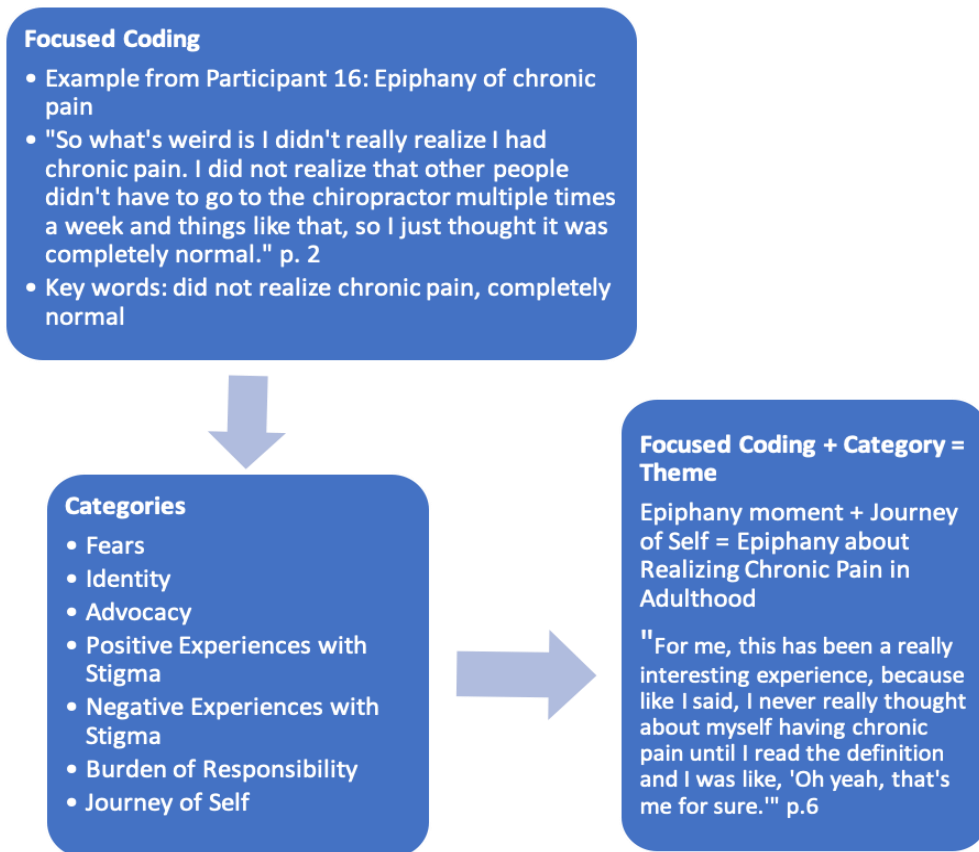 Focused Coding
• Example from Participant 16: Epiphany of chronic
pain
• "So what's weird is I didn't really realize I had
chronic pain. I did not realize that other people
didn't have to go to the chiropractor multiple times
a week and things like that, so I just thought it was
completely normal." p. 2
• Key words: did not realize chronic pain, completely
normal
Categories
• Fears
• Identity
• Advocacy
• Positive Experiences with
Stigma
• Negative Experiences with
Stigma
• Burden of Responsibility
• Journey of Self
Focused Coding + Category =
Theme
Epiphany moment + Journey
of Self = Epiphany about
Realizing Chronic Pain in
Adulthood
"For me, this has been a really
interesting experience, because
like I said, I never really thought
about myself having chronic
pain until I read the definition
and I was like, 'Oh yeah, that's
me for sure.'" p.6